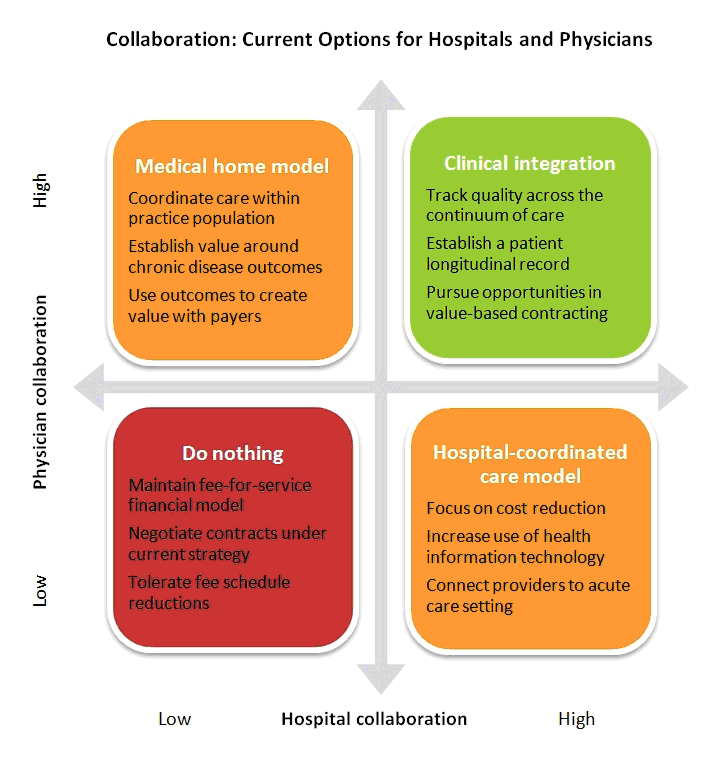 Collaboration: Current Options for Hospitals and Physicians
High
Physician collaboration
Low
Medical home model
Coordinate care within
practice population
Establish value around
chronic disease outcomes
Use outcomes to create
value with payers
Clinical integration
Track quality across the
continuum of care
Establish a patient
longitudinal record
Pursue opportunities in
value-based contracting
Do nothing
Maintain fee-for-service
financial model
Negotiate contracts under
current strategy
Tolerate fee schedule
reductions
Hospital-coordinated
care model
Focus on cost reduction
Increase use of health
information technology
Connect providers to acute
care setting
Low
Hospital collaboration
High